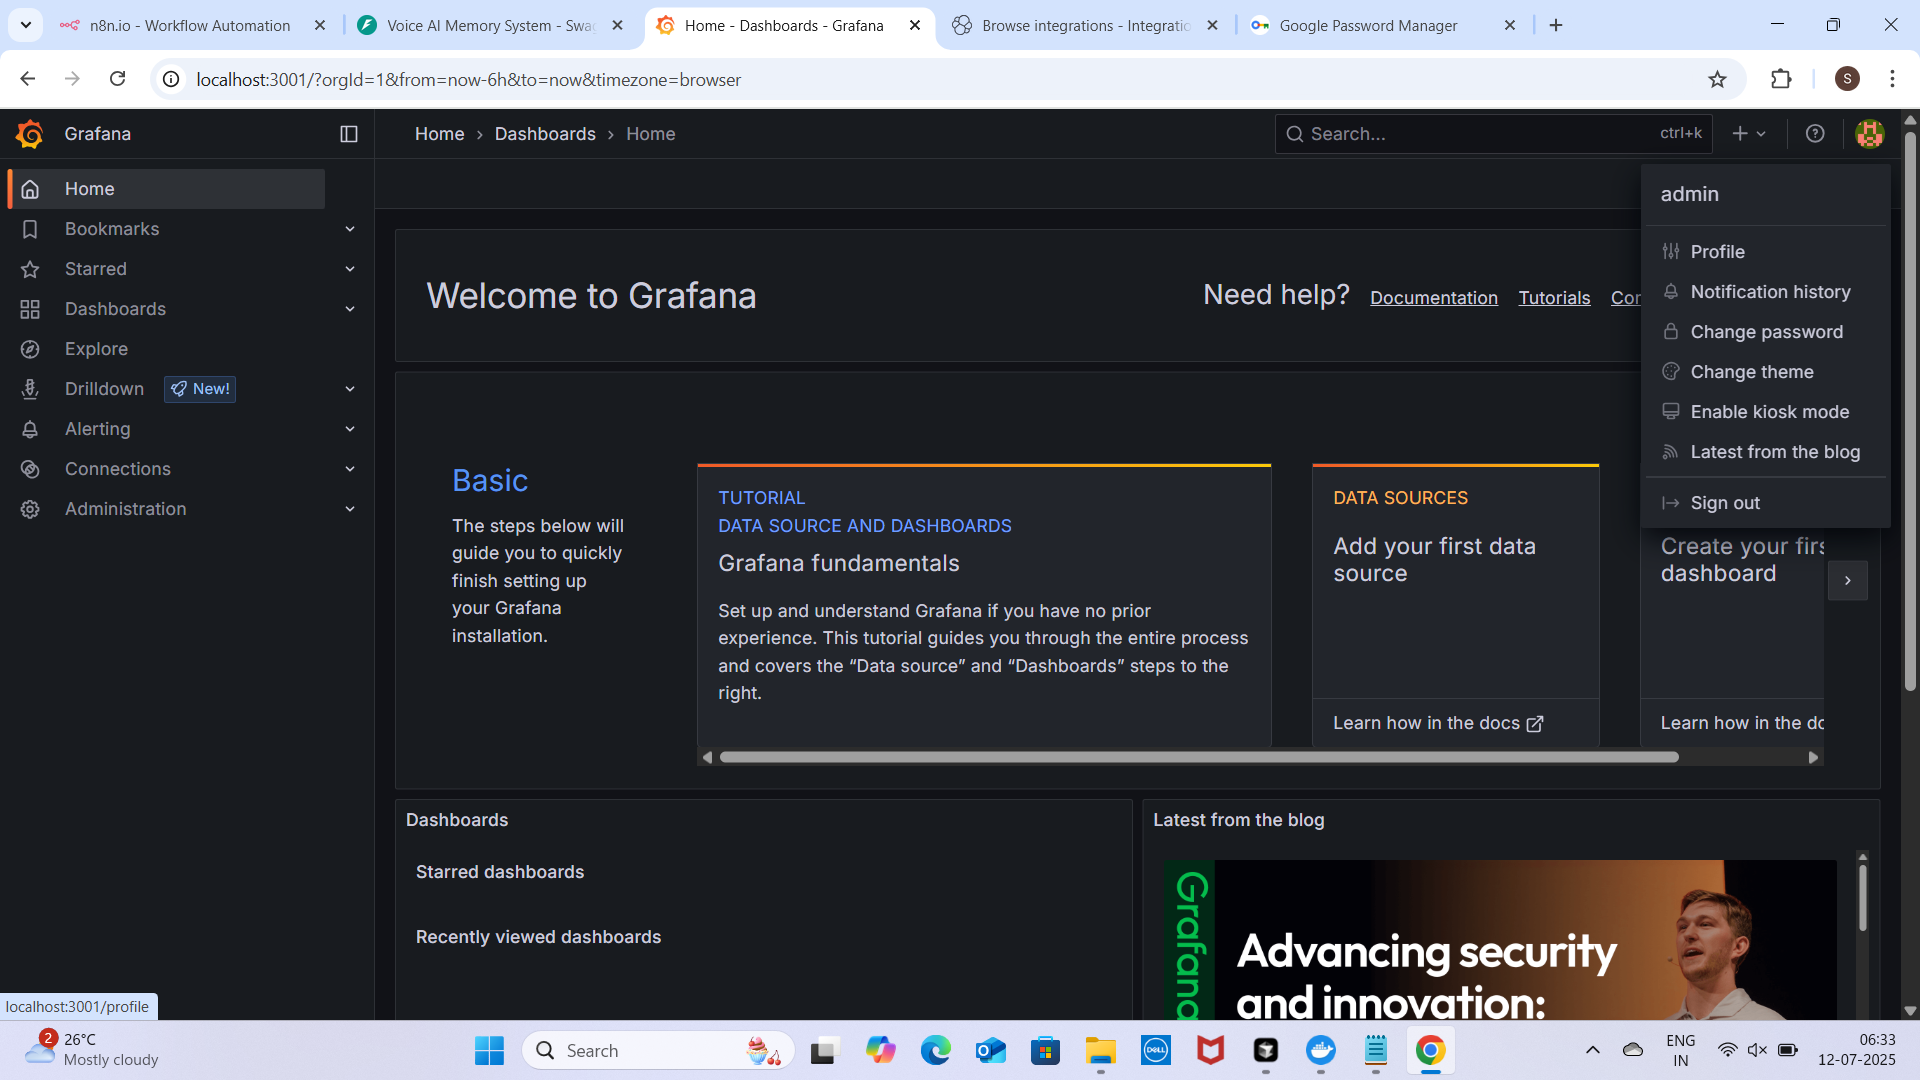 n8n.io - Workflow Automation
Voice AI Memory System - Swag
Home - Dashboards - Grafana
Browse integrations - Integratio
Google Password Manager
localhost:3001/?orgId=1&from=now-6h&to=now&timezone=browser
S
Grafana
Home › Dashboards › Home
Search...
ctrl+k
Home
Bookmarks
Starred
Dashboards
Explore
Drilldown
New!
Alerting
Connections
Administration
admin
Profile
Notification history
Change password
Change theme
Enable kiosk mode
Latest from the blog
Sign out
Welcome to Grafana
Need help?
Documentation
Tutorials
Basic
The steps below will
guide you to quickly
finish setting up
your Grafana
installation.
TUTORIAL
DATA SOURCE AND DASHBOARDS
Grafana fundamentals
Set up and understand Grafana if you have no prior
experience. This tutorial guides you through the entire process
and covers the “Data source” and “Dashboards” steps to the
right.
DATA SOURCES
Add your first data
source
Learn how in the docs
Create your firs
dashboard
Learn how in the do
Dashboards
Starred dashboards
Recently viewed dashboards
Latest from the blog
Grafana
Advancing security
and innovation:
localhost:3001/profile
2
26°C
Mostly cloudy
Search
DELL
ENG
IN
06:33
12-07-2025